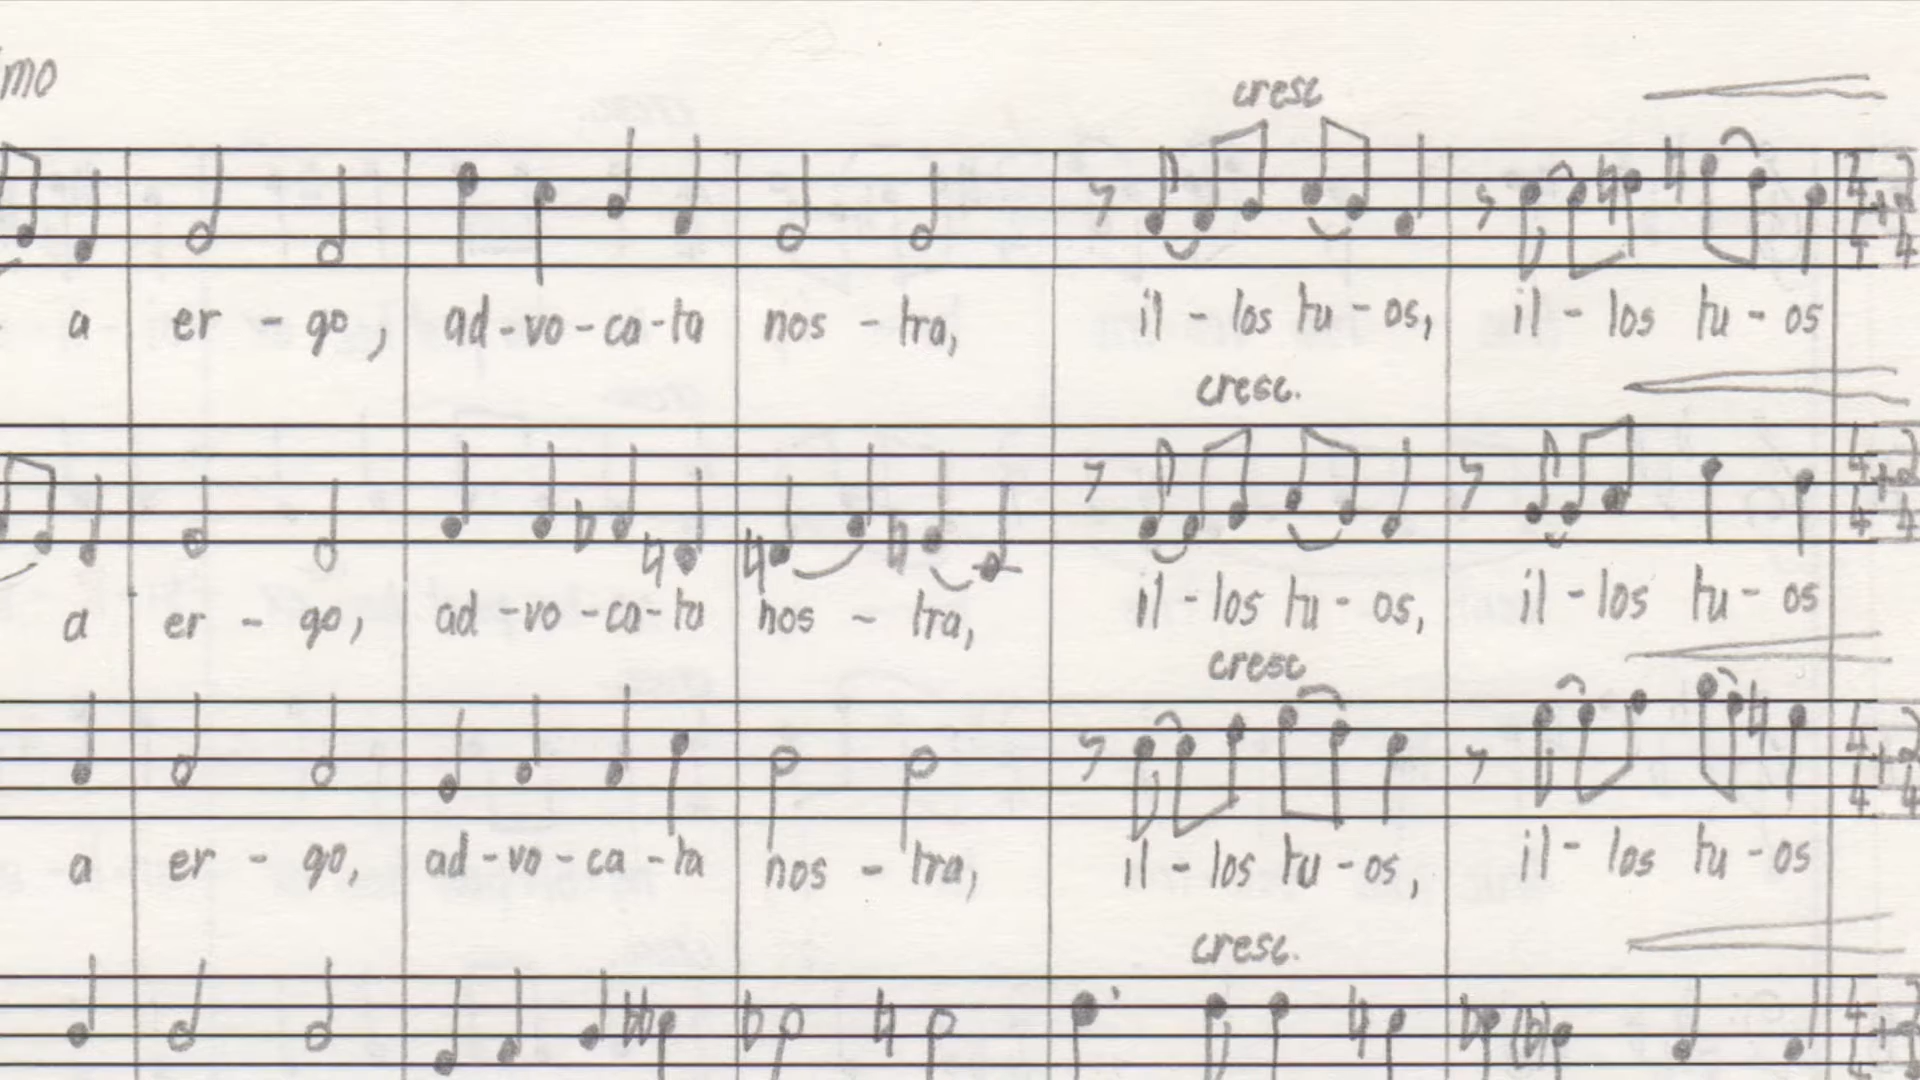 mo
cresc
a er - go, ad - vo - ca - ta nos - tra, il - los tu - os, il - los tu - os
cresc.
a er - go, ad - vo - ca - ta nos - tra, il - los tu - os, il - los tu - os
cresc
a er - go, ad - vo - ca - ta nos - tra, il - los tu - os, il - los tu - os
cresc.